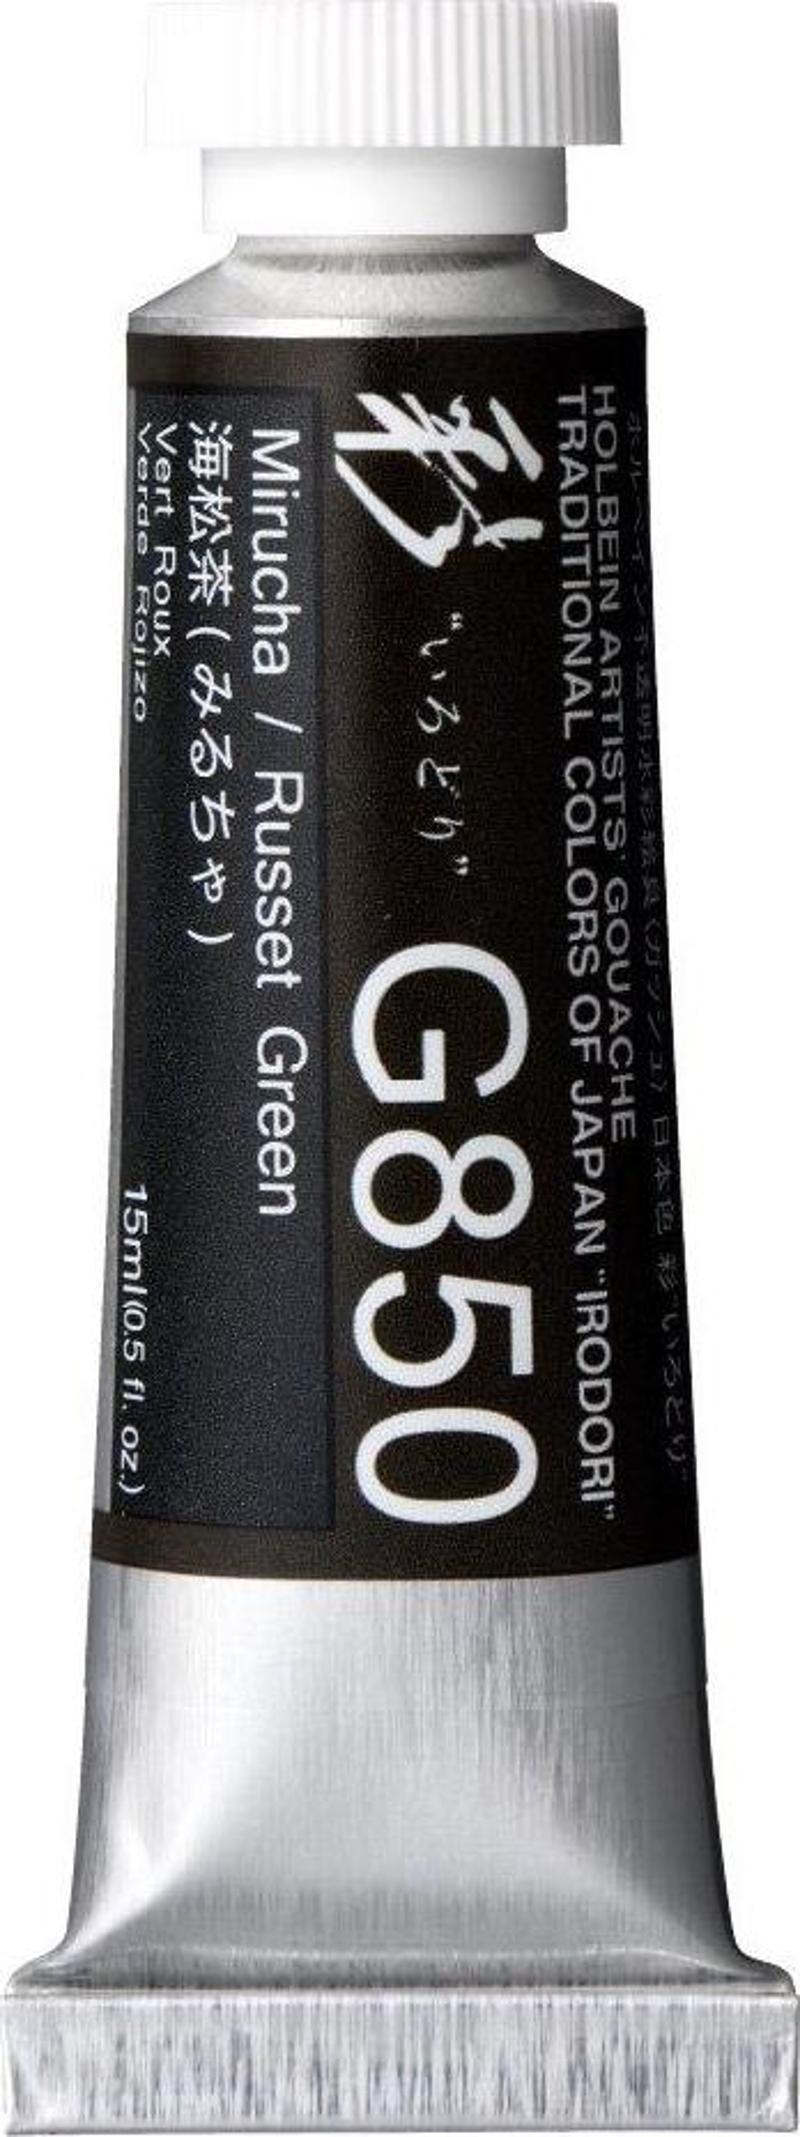 ホルベイン不透明水彩絵具〈ガッシュ〉日本色 彩“いろどり”
HOLBEIN ARTISTS' GOUACHE
TRADITIONAL COLORS OF JAPAN “IRODORI”
彩 “いろどり” G850
Mirucha / Russet Green
海松茶 (みるちゃ)
Vert Roux
Verde Rojizo
15ml(0.5 fl. oz.)